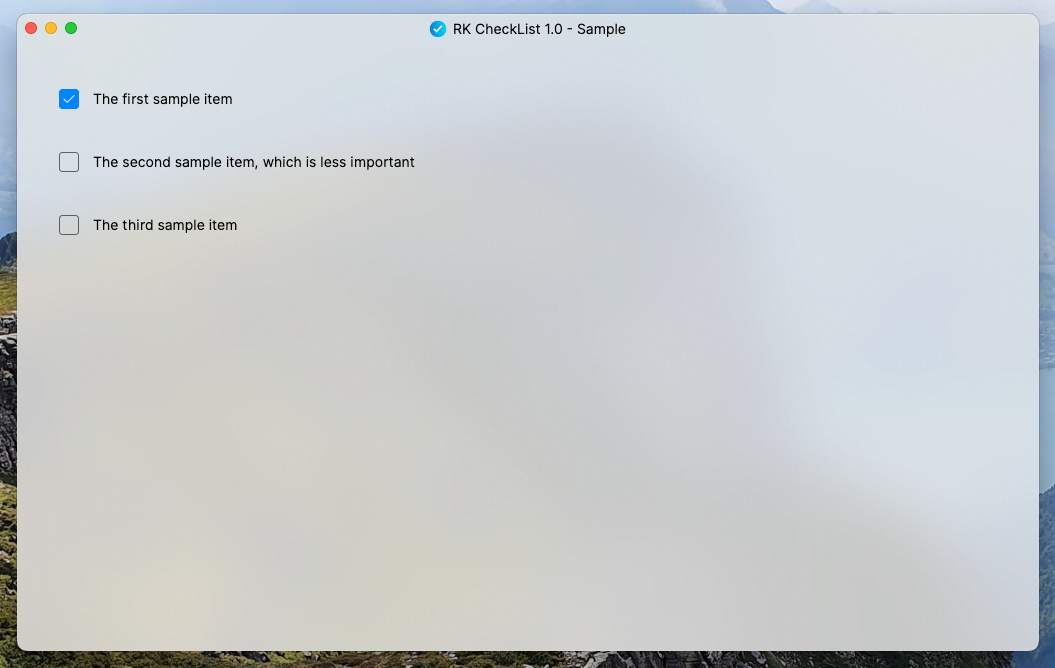 RK CheckList 1.0 - Sample
The first sample item
The second sample item, which is less important
The third sample item